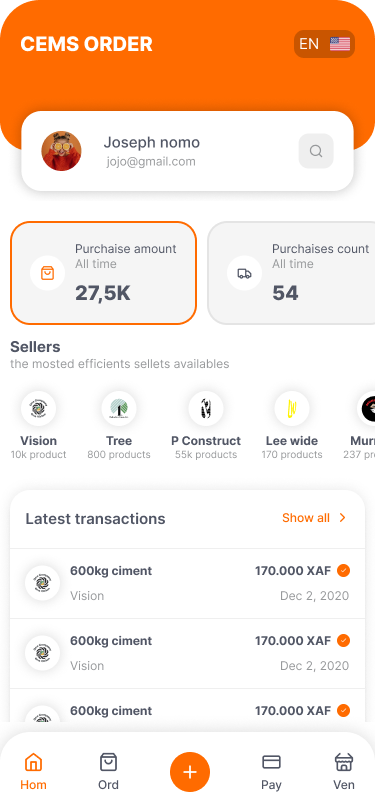 CEMS ORDER
EN
Joseph nomo
jojo@gmail.com
Purchaise amount
All time
27,5K
Purchaises count
All time
54
Sellers
the mosted efficients sellets availables
Vision
10k product
Tree
800 products
P Construct
55k products
Lee wide
170 products
Murr
237 pro
Latest transactions
Show all
600kg ciment
170.000 XAF
Vision
Dec 2, 2020
600kg ciment
170.000 XAF
Vision
Dec 2, 2020
600kg ciment
170.000 XAF
Hom
Ord
Pay
Ven